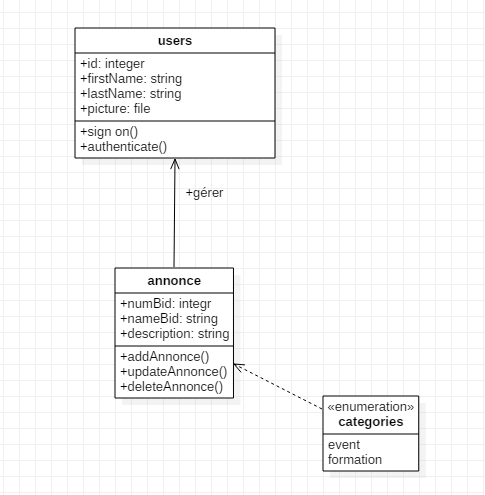 users
+id: integer
+firstName: string
+lastName: string
+picture: file
+sign on()
+authenticate()
+gérer
annonce
+numBid: integr
+nameBid: string
+description: string
+addAnnonce()
+updateAnnonce()
+deleteAnnonce()
«enumeration»
categories
event
formation